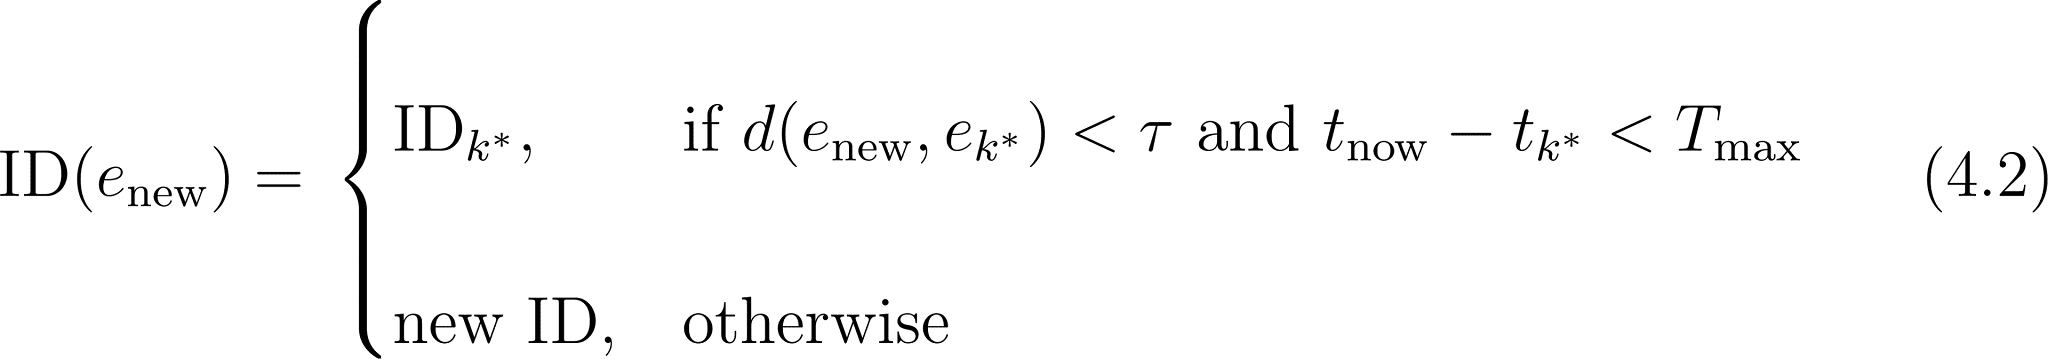 ID_{k*}, if d(e_new, e_{k*}) < τ and t_now − t_{k*} < T_max
ID(e_new) = { (4.2)
new ID, otherwise